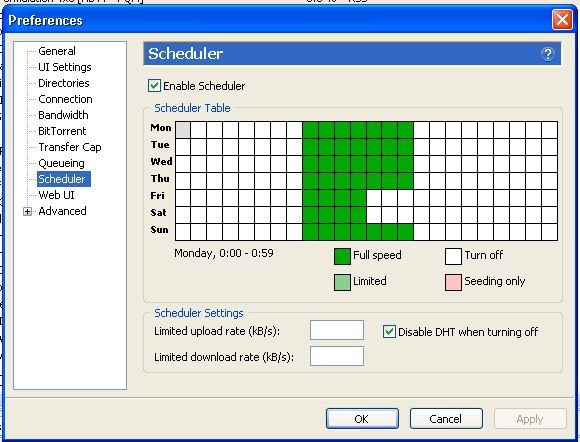 Preferences
General
UI Settings
Directories
Connection
Bandwidth
BitTorrent
Transfer Cap
Queueing
Scheduler
Web UI
Advanced
Scheduler
Enable Scheduler
Scheduler Table
Mon
Tue
Wed
Thu
Fri
Sat
Sun
Monday, 0:00 - 0:59
Full speed
Turn off
Limited
Seeding only
Scheduler Settings
Limited upload rate (kB/s):
Disable DHT when turning off
Limited download rate (kB/s):
OK
Cancel
Apply